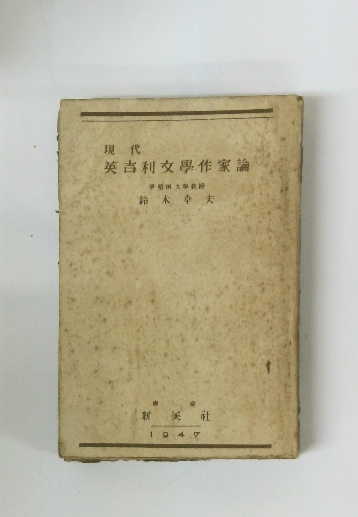 現代
英吉利文學作家論
早稻田大學教授
鈴木幸夫
東京
新美社
1947